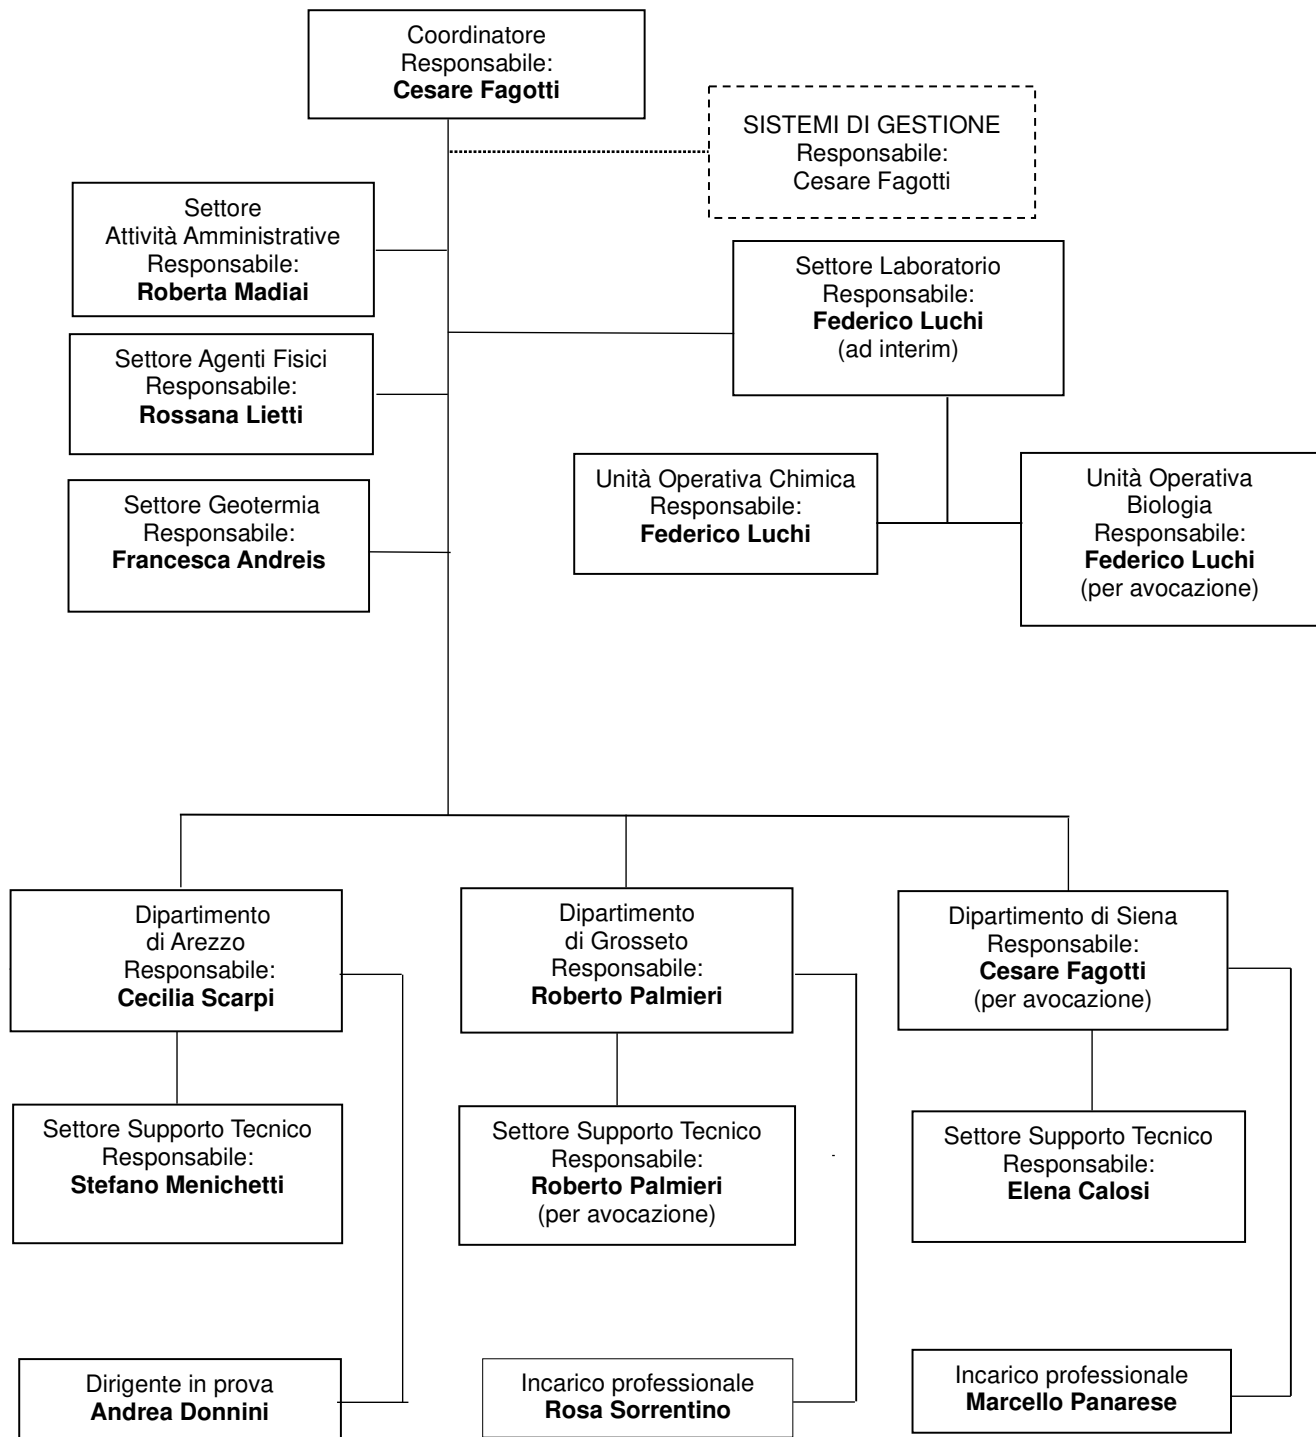 Coordinatore
Responsabile:
Cesare Fagotti
SISTEMI DI GESTIONE
Responsabile:
Cesare Fagotti
Settore
Attività Amministrative
Responsabile:
Roberta Madiai
Settore Laboratorio
Responsabile:
Federico Luchi
(ad interim)
Settore Agenti Fisici
Responsabile:
Rossana Lietti
Settore Geotermia
Responsabile:
Francesca Andreis
Unità Operativa Chimica
Responsabile:
Federico Luchi
Unità Operativa
Biologia
Responsabile:
Federico Luchi
(per avocazione)
Dipartimento
di Arezzo
Responsabile:
Cecilia Scarpi
Dipartimento
di Grosseto
Responsabile:
Roberto Palmieri
Dipartimento di Siena
Responsabile:
Cesare Fagotti
(per avocazione)
Settore Supporto Tecnico
Responsabile:
Stefano Menichetti
Settore Supporto Tecnico
Responsabile:
Roberto Palmieri
(per avocazione)
Settore Supporto Tecnico
Responsabile:
Elena Calosi
Dirigente in prova
Andrea Donnini
Incarico professionale
Rosa Sorrentino
Incarico professionale
Marcello Panarese